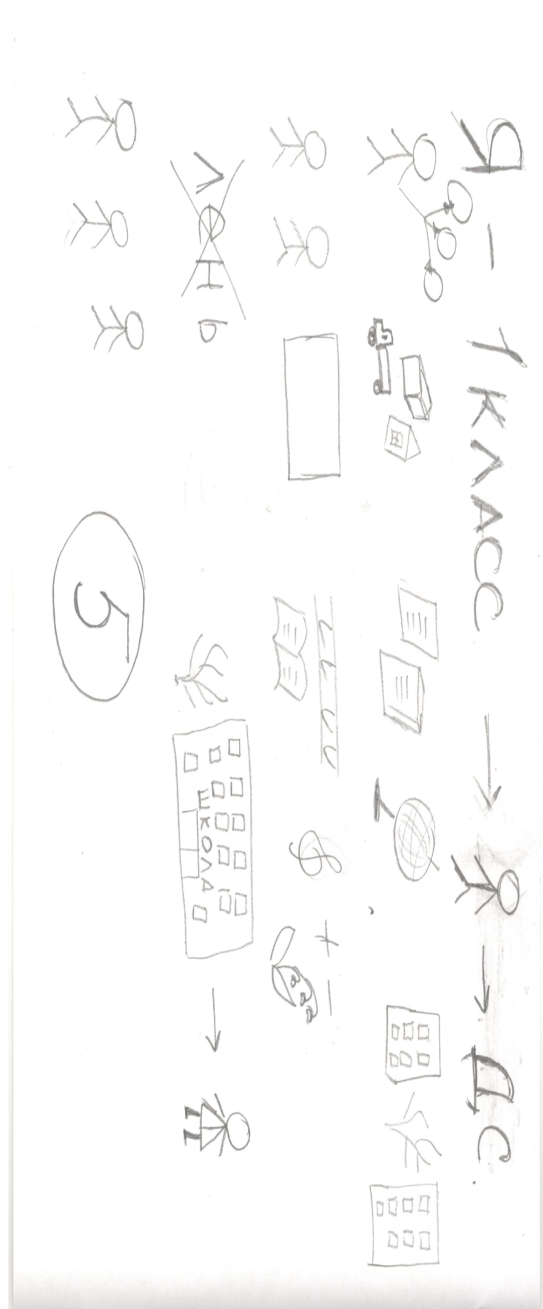 Я - 1 КЛАСС → → ДС.
+ -
ЛеНь
ШКОЛА →
5